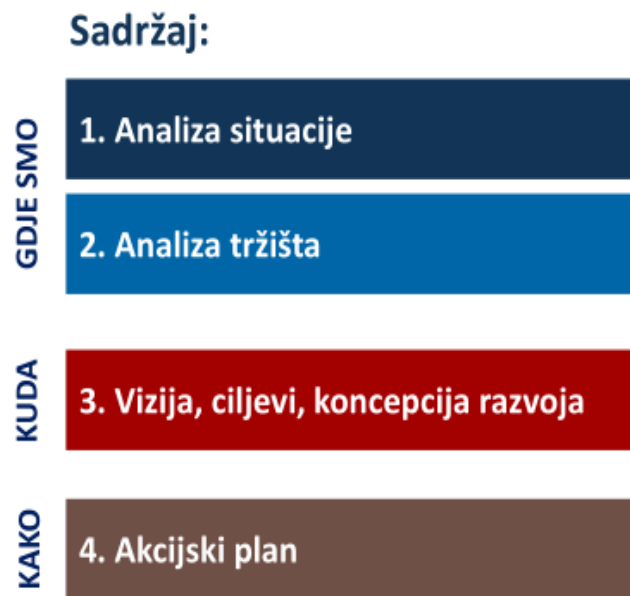 Sadržaj:
GDJE SMO
1. Analiza situacije
2. Analiza tržišta
KUDA
3. Vizija, ciljevi, koncepcija razvoja
KAKO
4. Akcijski plan